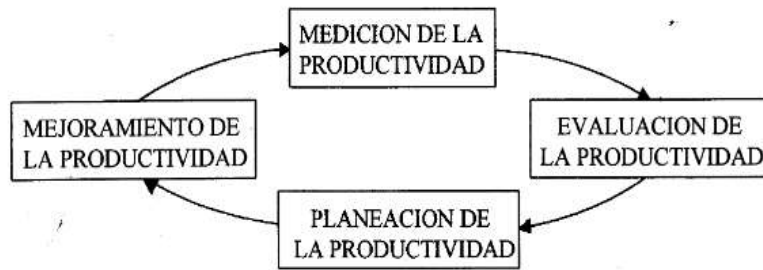 MEDICION DE LA
PRODUCTIVIDAD
MEJORAMIENTO DE
LA PRODUCTIVIDAD
EVALUACION DE
LA PRODUCTIVIDAD
PLANEACION DE
LA PRODUCTIVIDAD